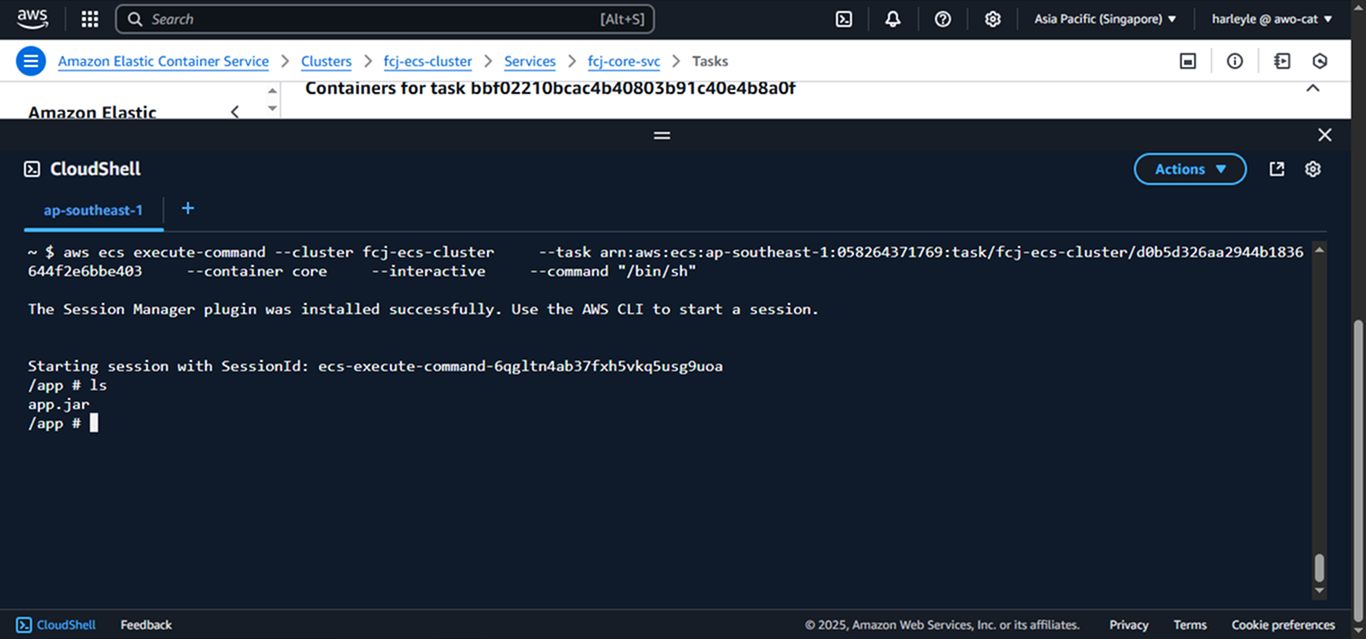 aws
Search
[Alt+S]
Asia Pacific (Singapore)
harleyle @ awo-cat
Amazon Elastic Container Service > Clusters > fcj-ecs-cluster > Services > fcj-core-svc > Tasks
Containers for task bbf02210bcac4b40803b91c40e4b8a0f
Amazon Elastic
CloudShell
Actions
ap-southeast-1
+
~ $ aws ecs execute-command --cluster fcj-ecs-cluster     --task arn:aws:ecs:ap-southeast-1:058264371769:task/fcj-ecs-cluster/d0b5d326aa2944b1836
644f2e6bbe403     --container core     --interactive     --command "/bin/sh"
The Session Manager plugin was installed successfully. Use the AWS CLI to start a session.
Starting session with SessionId: ecs-execute-command-6qgltn4ab37fxh5vkq5usg9uoa
/app # ls
app.jar
/app #
CloudShell
Feedback
© 2025, Amazon Web Services, Inc. or its affiliates.
Privacy
Terms
Cookie preferences